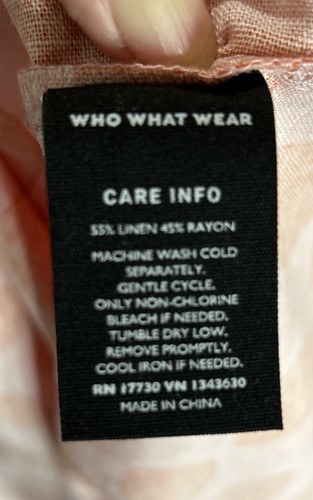 WHO WHAT WEAR
CARE INFO
55% LINEN 45% RAYON
MACHINE WASH COLD
SEPARATELY.
GENTLE CYCLE.
ONLY NON-CHLORINE
BLEACH IF NEEDED.
TUMBLE DRY LOW.
REMOVE PROMPTLY.
COOL IRON IF NEEDED.
RN 17730 VN 1343630
MADE IN CHINA